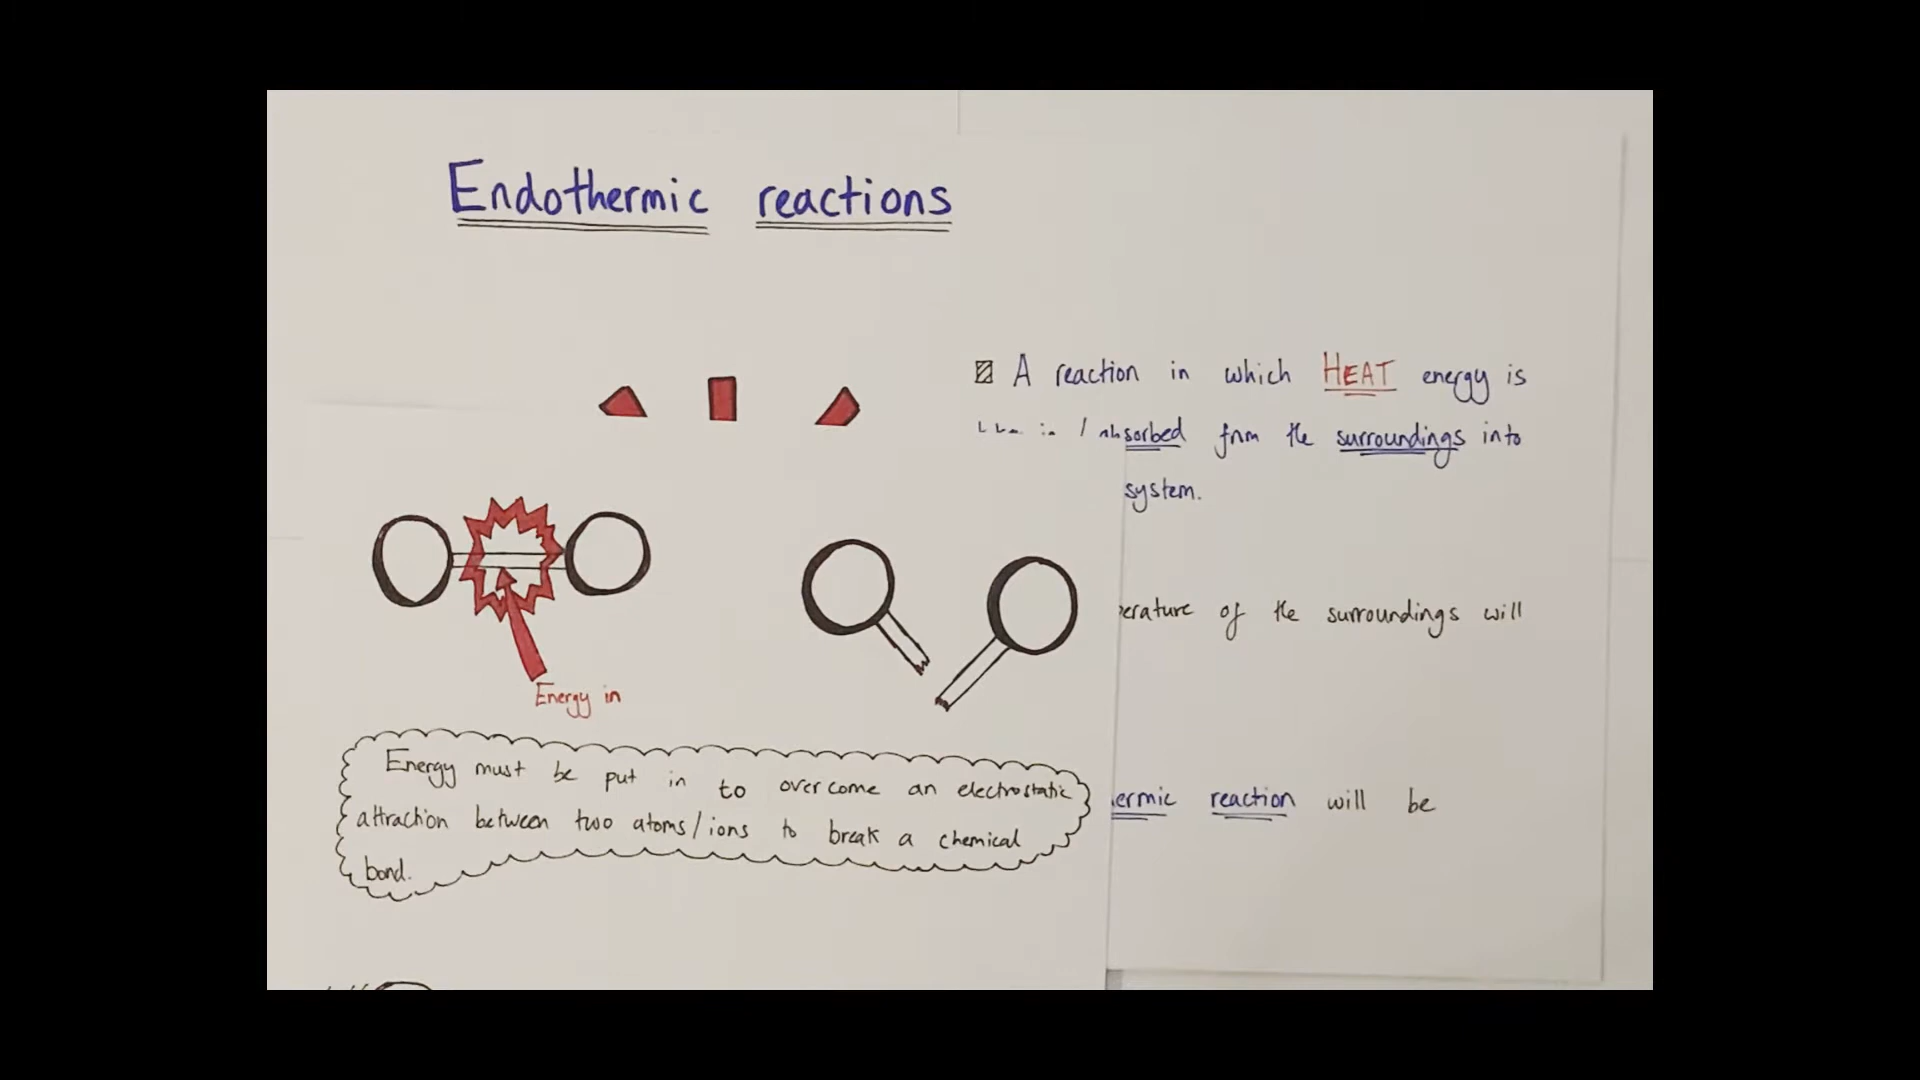 Endothermic reactions
A reaction in which HEAT energy is
absorbed from the surroundings into
system.
Energy in
erature of the surroundings will
Energy must be put in to overcome an electrostatic
attraction between two atoms/ions to break a chemical
bond.
ermic reaction will be